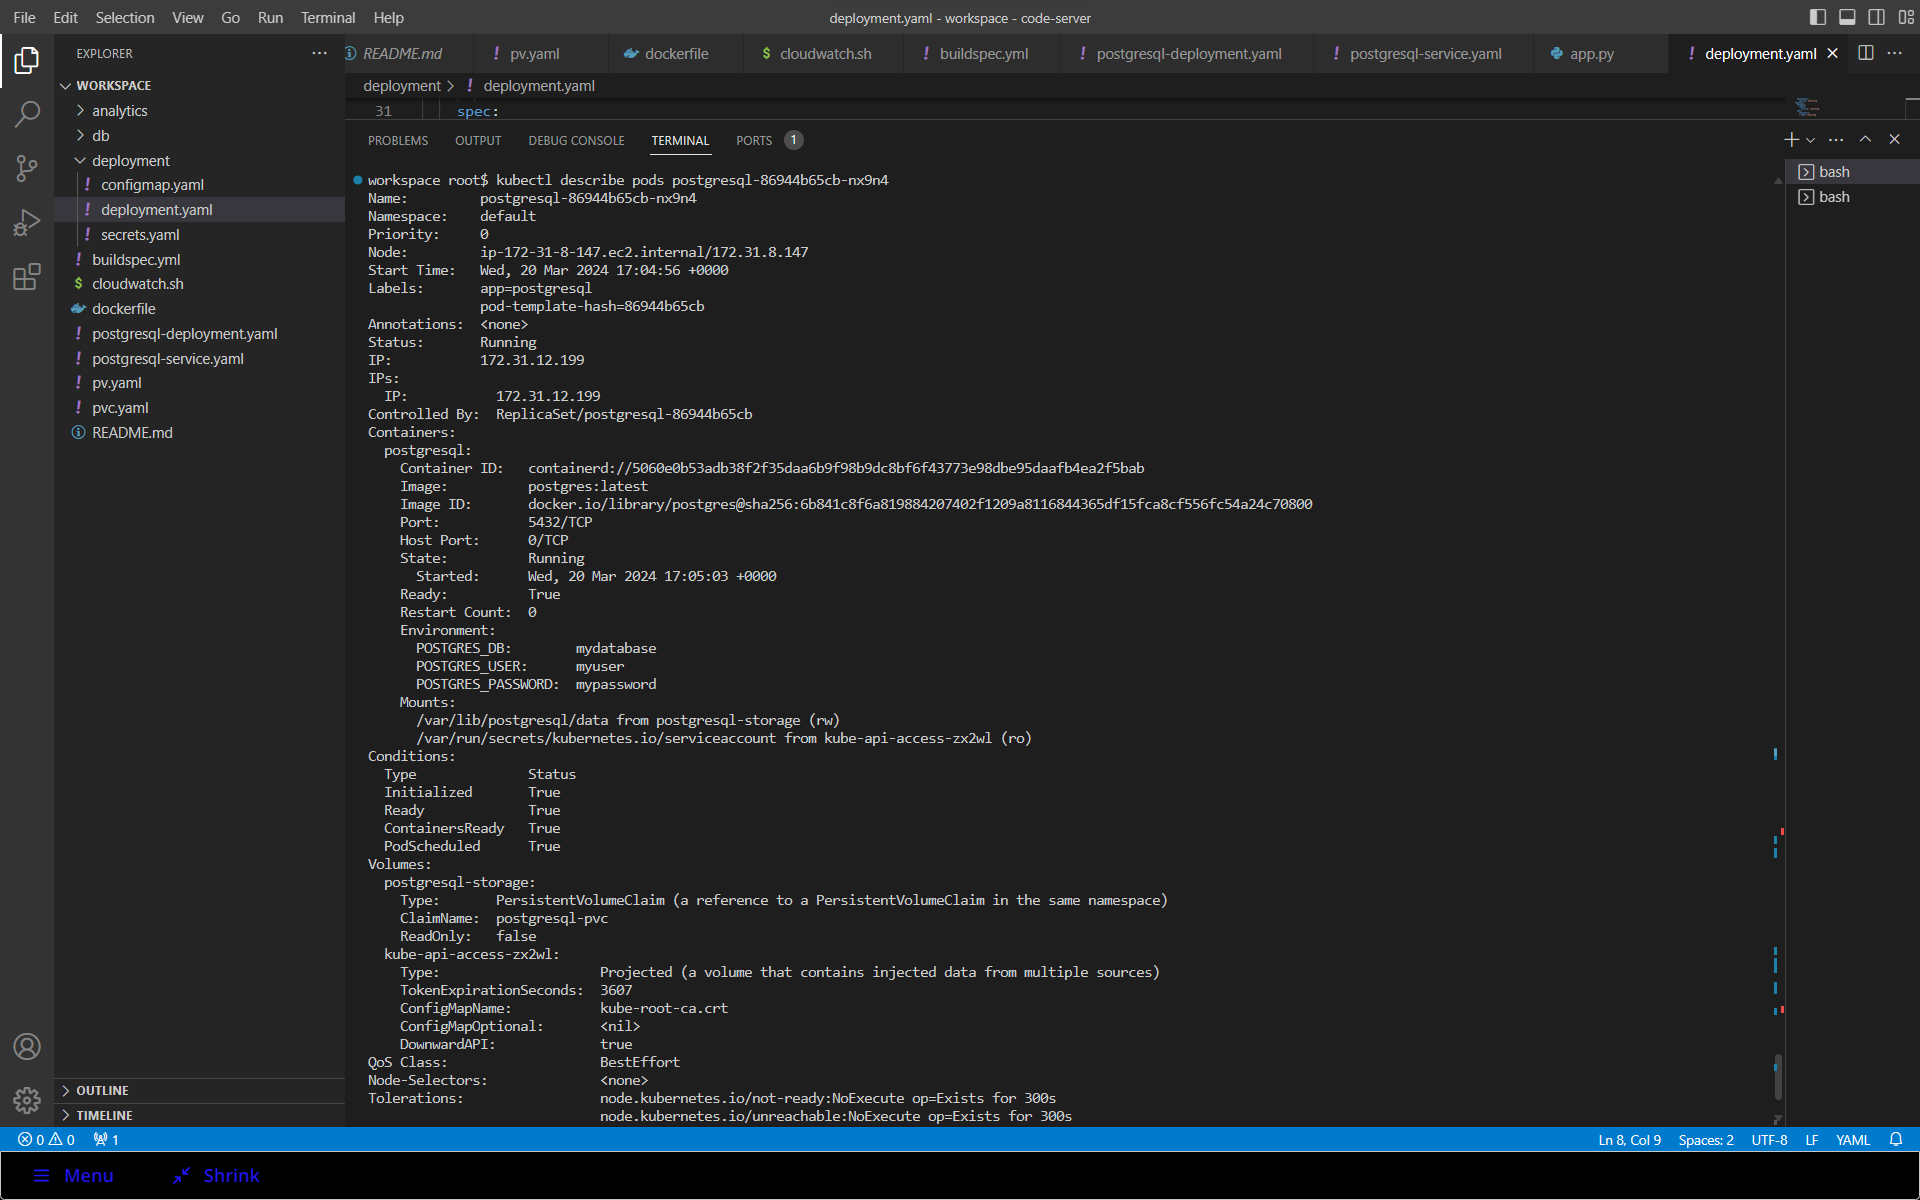 File Edit Selection View Go Run Terminal Help
deployment.yaml - workspace - code-server
EXPLORER
README.md pv.yaml dockerfile cloudwatch.sh buildspec.yml postgresql-deployment.yaml postgresql-service.yaml app.py deployment.yaml
WORKSPACE
analytics
db
deployment
configmap.yaml
deployment.yaml
secrets.yaml
buildspec.yml
cloudwatch.sh
dockerfile
postgresql-deployment.yaml
postgresql-service.yaml
pv.yaml
pvc.yaml
README.md
OUTLINE
TIMELINE
deployment > deployment.yaml
31 spec:
PROBLEMS OUTPUT DEBUG CONSOLE TERMINAL PORTS 1
bash
bash
workspace root$ kubectl describe pods postgresql-86944b65cb-nx9n4
Name: postgresql-86944b65cb-nx9n4
Namespace: default
Priority: 0
Node: ip-172-31-8-147.ec2.internal/172.31.8.147
Start Time: Wed, 20 Mar 2024 17:04:56 +0000
Labels: app=postgresql
pod-template-hash=86944b65cb
Annotations: <none>
Status: Running
IP: 172.31.12.199
IPs:
IP: 172.31.12.199
Controlled By: ReplicaSet/postgresql-86944b65cb
Containers:
postgresql:
Container ID: containerd://5060e0b53adb38f2f35daa6b9f98b9dc8bf6f43773e98dbe95daafb4ea2f5bab
Image: postgres:latest
Image ID: docker.io/library/postgres@sha256:6b841c8f6a819884207402f1209a8116844365df15fca8cf556fc54a24c70800
Port: 5432/TCP
Host Port: 0/TCP
State: Running
Started: Wed, 20 Mar 2024 17:05:03 +0000
Ready: True
Restart Count: 0
Environment:
POSTGRES_DB: mydatabase
POSTGRES_USER: myuser
POSTGRES_PASSWORD: mypassword
Mounts:
/var/lib/postgresql/data from postgresql-storage (rw)
/var/run/secrets/kubernetes.io/serviceaccount from kube-api-access-zx2wl (ro)
Conditions:
Type Status
Initialized True
Ready True
ContainersReady True
PodScheduled True
Volumes:
postgresql-storage:
Type: PersistentVolumeClaim (a reference to a PersistentVolumeClaim in the same namespace)
ClaimName: postgresql-pvc
ReadOnly: false
kube-api-access-zx2wl:
Type: Projected (a volume that contains injected data from multiple sources)
TokenExpirationSeconds: 3607
ConfigMapName: kube-root-ca.crt
ConfigMapOptional: <nil>
DownwardAPI: true
QoS Class: BestEffort
Node-Selectors: <none>
Tolerations: node.kubernetes.io/not-ready:NoExecute op=Exists for 300s
node.kubernetes.io/unreachable:NoExecute op=Exists for 300s
0 0 1
Ln 8, Col 9 Spaces: 2 UTF-8 LF YAML
Menu Shrink